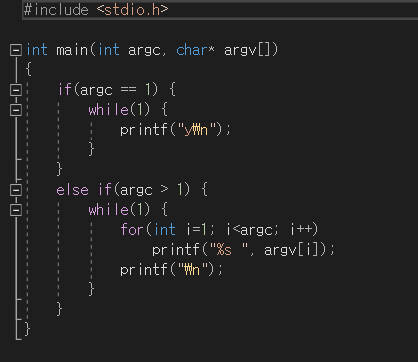 #include <stdio.h>
int main(int argc, char* argv[])
{
    if(argc == 1) {
        while(1) {
            printf("y₩n");
        }
    }
    else if(argc > 1) {
        while(1) {
            for(int i=1; i<argc; i++)
                printf("%s ", argv[i]);
            printf("₩n");
        }
    }
}